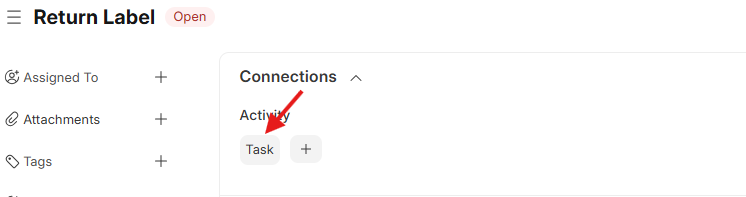 Return Label Open
Assigned To
Attachments
Tags
Connections
Activity
Task